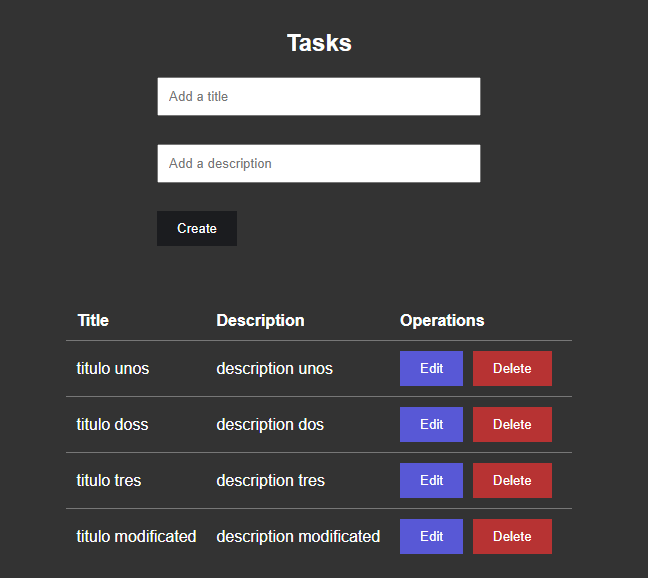 Tasks
Add a title
Add a description
Create
Title Description Operations
titulo unos description unos Edit Delete
titulo doss description dos Edit Delete
titulo tres description tres Edit Delete
titulo modificated description modificated Edit Delete